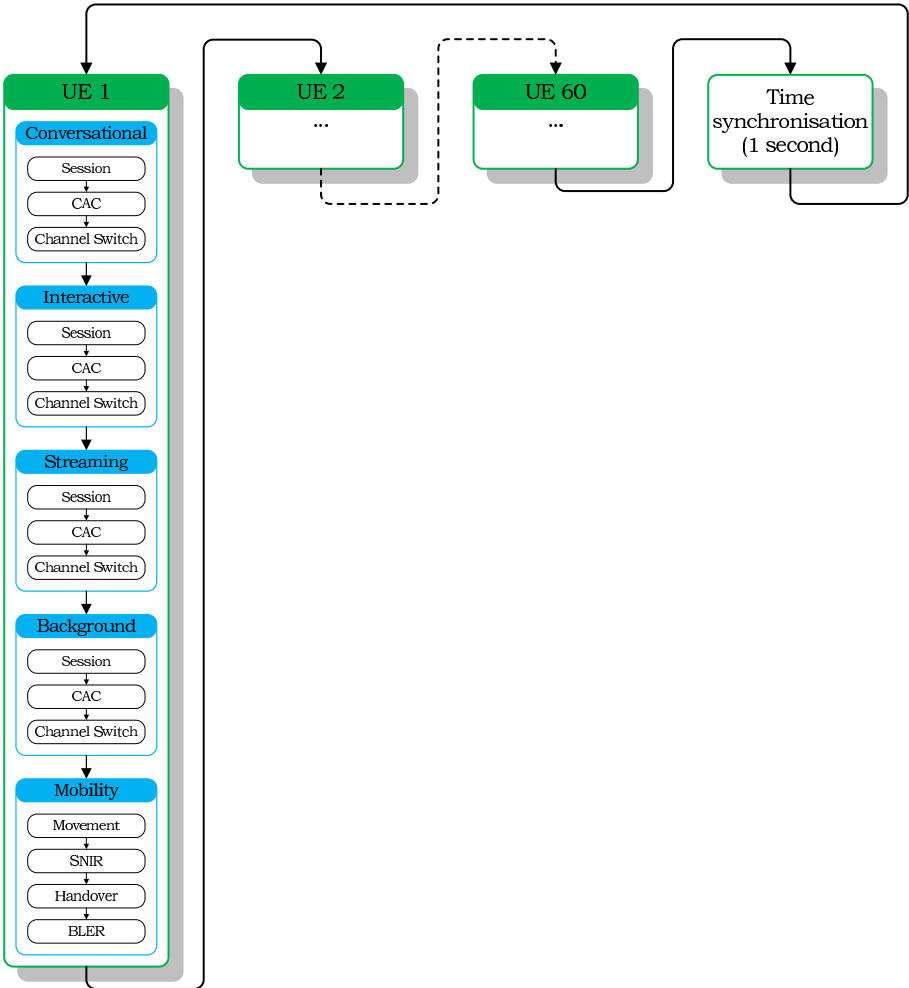 UE 1
Conversational
Session
CAC
Channel Switch
Interactive
Session
CAC
Channel Switch
Streaming
Session
CAC
Channel Switch
Background
Session
CAC
Channel Switch
Mobility
Movement
SNIR
Handover
BLER
UE 2
...
UE 60
...
Time
synchronisation
(1 second)